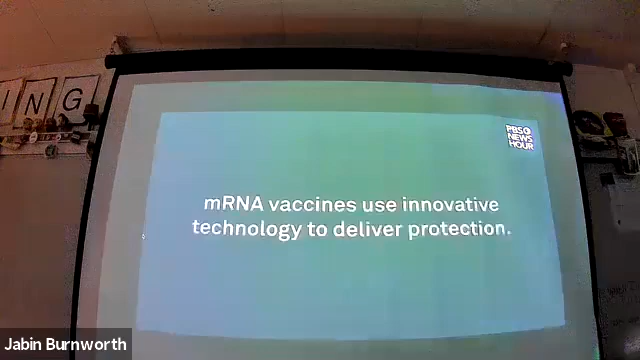 ING
PBS
NEWS
HOUR
mRNA vaccines use innovative
technology to deliver protection.
Jabin Burnworth